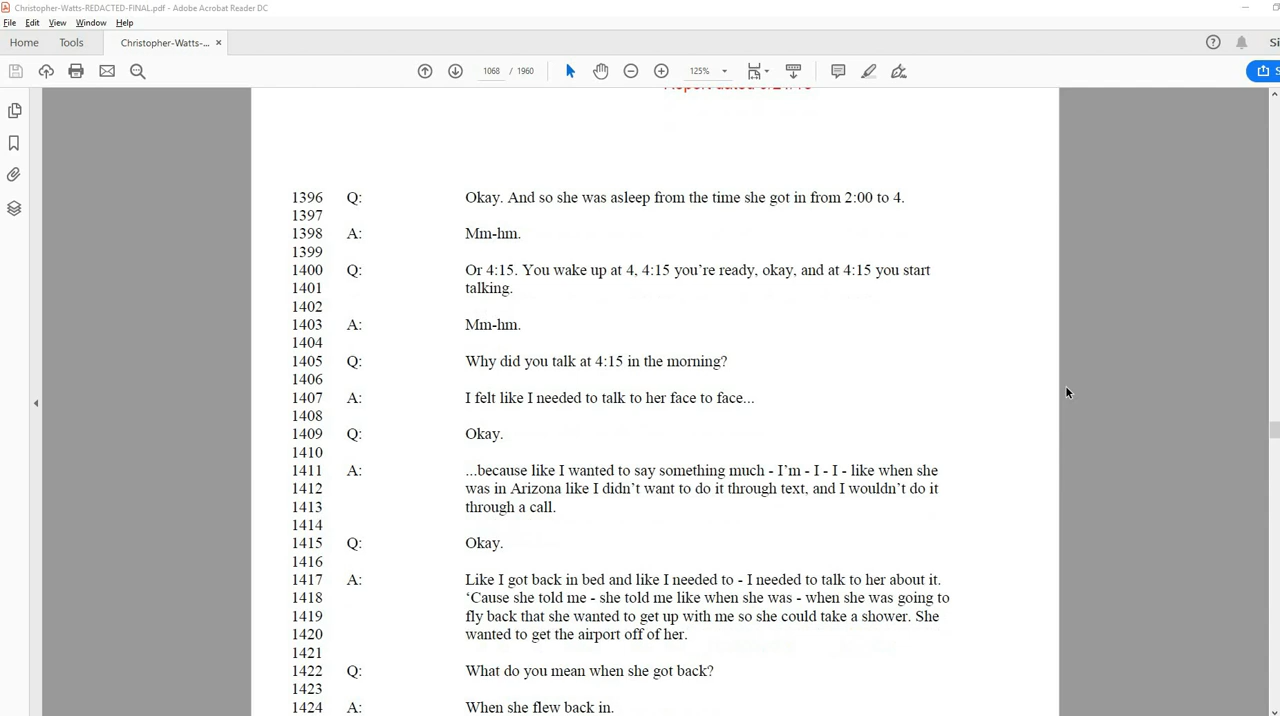 Christopher-Watts-REDACTED-FINAL.pdf - Adobe Acrobat Reader DC
File Edit View Window Help
Home Tools Christopher-Watts-... ×
1068 / 1960 125%
1396 Q: Okay. And so she was asleep from the time she got in from 2:00 to 4.
1397
1398 A: Mm-hm.
1399
1400 Q: Or 4:15. You wake up at 4, 4:15 you’re ready, okay, and at 4:15 you start
1401 talking.
1402
1403 A: Mm-hm.
1404
1405 Q: Why did you talk at 4:15 in the morning?
1406
1407 A: I felt like I needed to talk to her face to face...
1408
1409 Q: Okay.
1410
1411 A: ...because like I wanted to say something much - I’m - I - I - like when she
1412 was in Arizona like I didn’t want to do it through text, and I wouldn’t do it
1413 through a call.
1414
1415 Q: Okay.
1416
1417 A: Like I got back in bed and like I needed to - I needed to talk to her about it.
1418 ‘Cause she told me - she told me like when she was - when she was going to
1419 fly back that she wanted to get up with me so she could take a shower. She
1420 wanted to get the airport off of her.
1421
1422 Q: What do you mean when she got back?
1423
1424 A: When she flew back in.